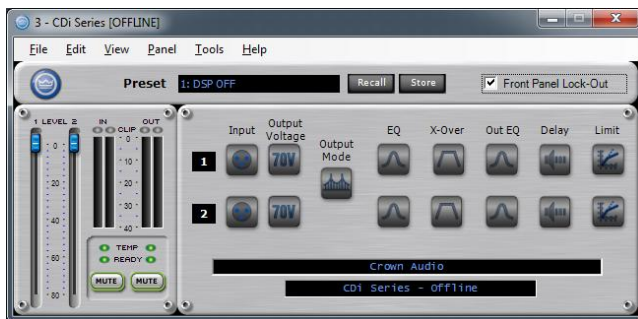 3 - CDi Series [OFFLINE]
File Edit View Panel Tools Help
Preset 1: DSP OFF Recall Store Front Panel Lock-Out
1 LEVEL 2 IN CLIP OUT
0 0
10
20 20
30
40 40
60
80
TEMP
READY
MUTE MUTE
Input Output Voltage Output Mode EQ X-Over Out EQ Delay Limit
1 70V
2 70V
Crown Audio
CDi Series - Offline